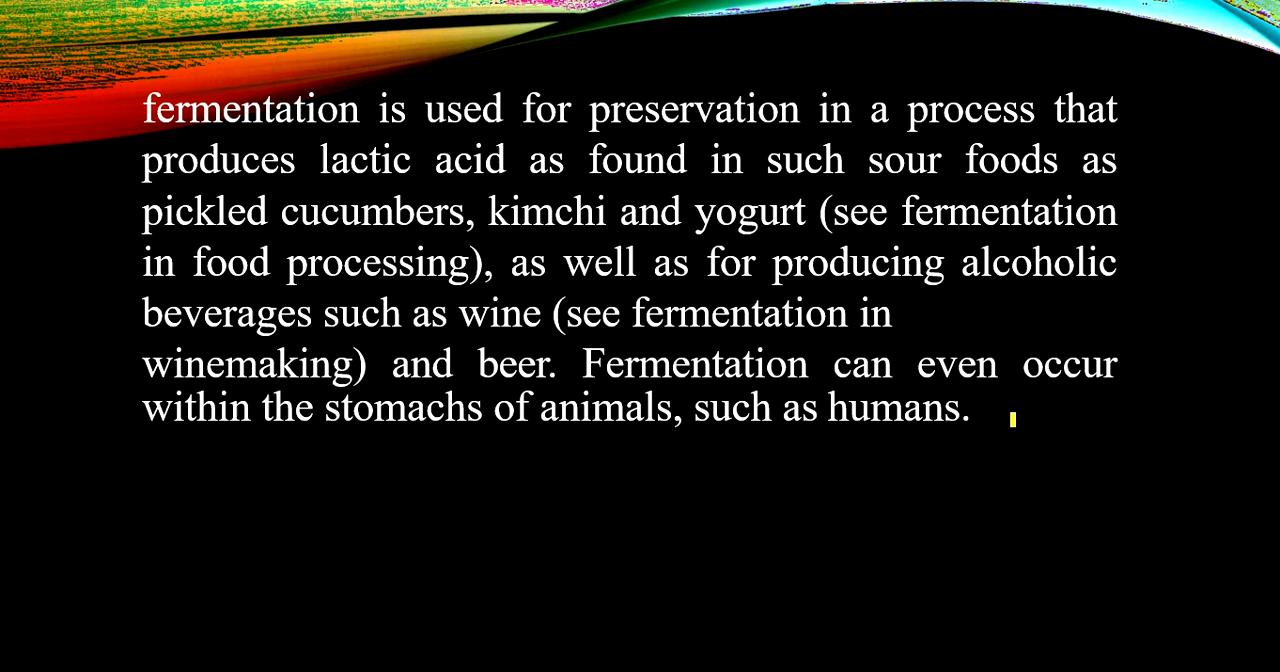 fermentation is used for preservation in a process that
produces lactic acid as found in such sour foods as
pickled cucumbers, kimchi and yogurt (see fermentation
in food processing), as well as for producing alcoholic
beverages such as wine (see fermentation in
winemaking) and beer. Fermentation can even occur
within the stomachs of animals, such as humans.